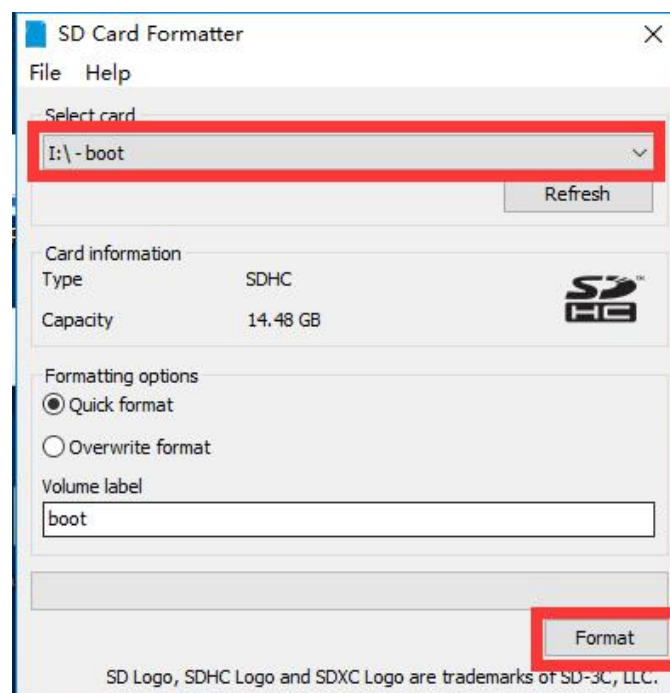 SD Card Formatter
File Help
Select card
I:\ - boot
Refresh
Card information
Type SDHC
Capacity 14.48 GB
SD
HC
Formatting options
Quick format
Overwrite format
Volume label
boot
Format
SD Logo, SDHC Logo and SDXC Logo are trademarks of SD-3C, LLC.